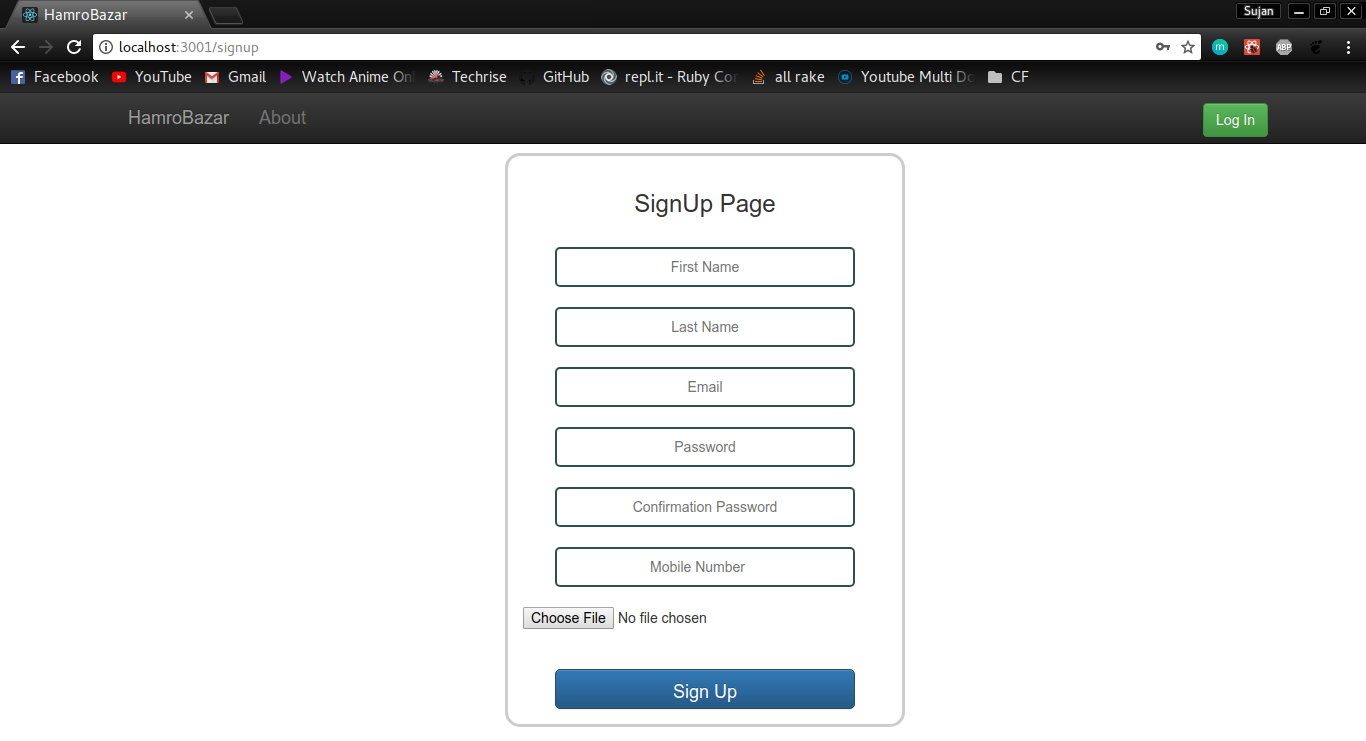 HamroBazar
Sujan
localhost:3001/signup
m ABP
Facebook YouTube Gmail Watch Anime Onl Techrise GitHub repl.it - Ruby Cor all rake Youtube Multi Do CF
HamroBazar About Log In
SignUp Page
First Name
Last Name
Email
Password
Confirmation Password
Mobile Number
Choose File No file chosen
Sign Up